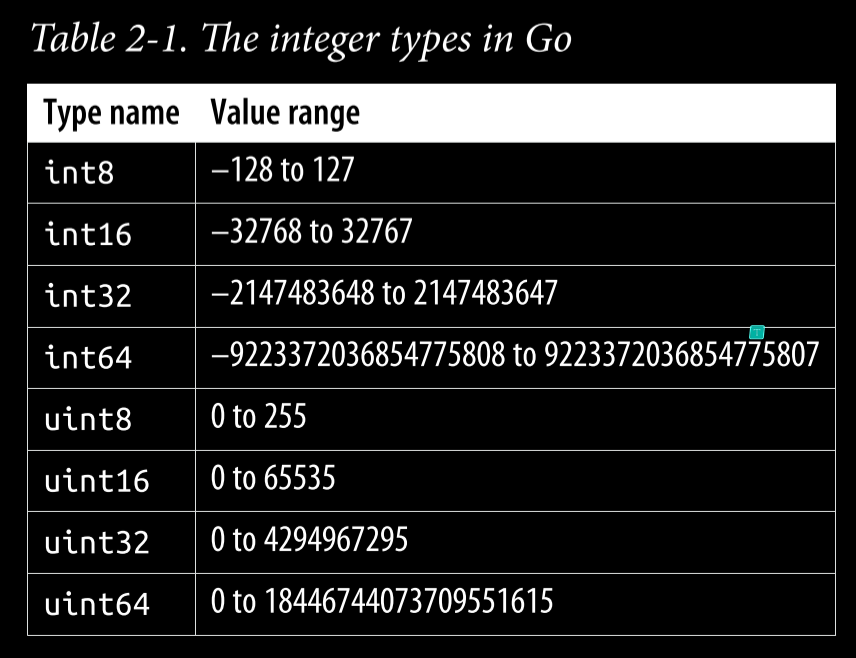 Table 2-1. The integer types in Go
Type name Value range
int8 –128 to 127
int16 –32768 to 32767
int32 –2147483648 to 2147483647
int64 –9223372036854775808 to 9223372036854775807
uint8 0 to 255
uint16 0 to 65535
uint32 0 to 4294967295
uint64 0 to 18446744073709551615